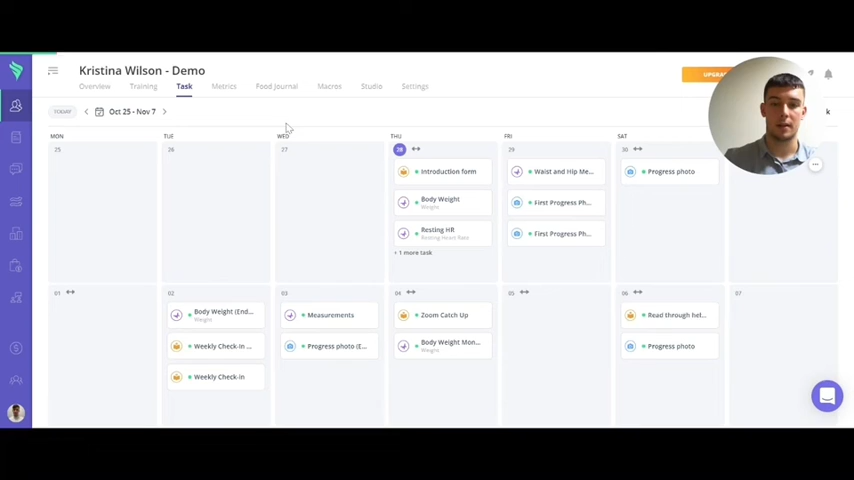 Kristina Wilson - Demo
Overview Training Task Metrics Food Journal Macros Studio Settings
UPGRA
TODAY Oct 25 - Nov 7
MON TUE WED THU FRI SAT
25 26 27 28 29 30
Introduction form Waist and Hip Me... Progress photo
Body Weight First Progress Ph...
Weight
Resting HR First Progress Ph...
Resting Heart Rate
+ 1 more task
01 02 03 04 05 06 07
Body Weight (End... Measurements Zoom Catch Up Read through hel...
Weight
Weekly Check-In ... Progress photo (E... Body Weight Mon... Progress photo
Weight
Weekly Check-In